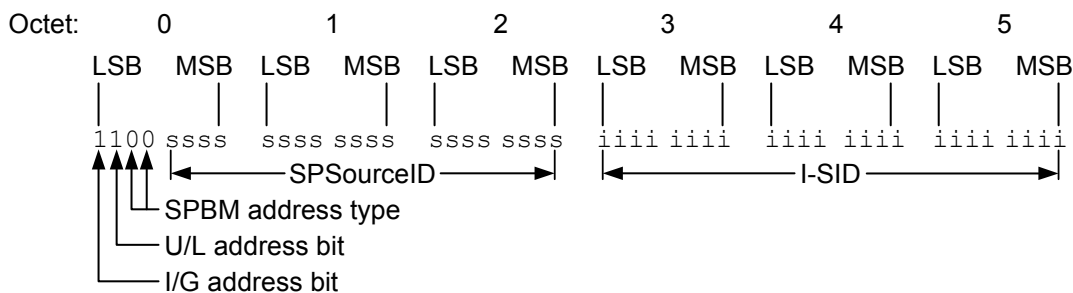 Octet: 0 1 2 3 4 5
LSB MSB LSB MSB LSB MSB LSB MSB LSB MSB LSB MSB
1100 ssss ssss ssss ssss ssss iiii iiii iiii iiii iiii iiii
SPSourceID I-SID
SPBM address type
U/L address bit
I/G address bit